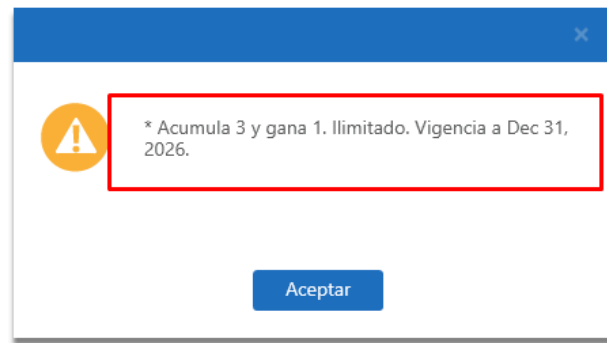 * Acumula 3 y gana 1. Ilimitado. Vigencia a Dec 31,
2026.
Aceptar